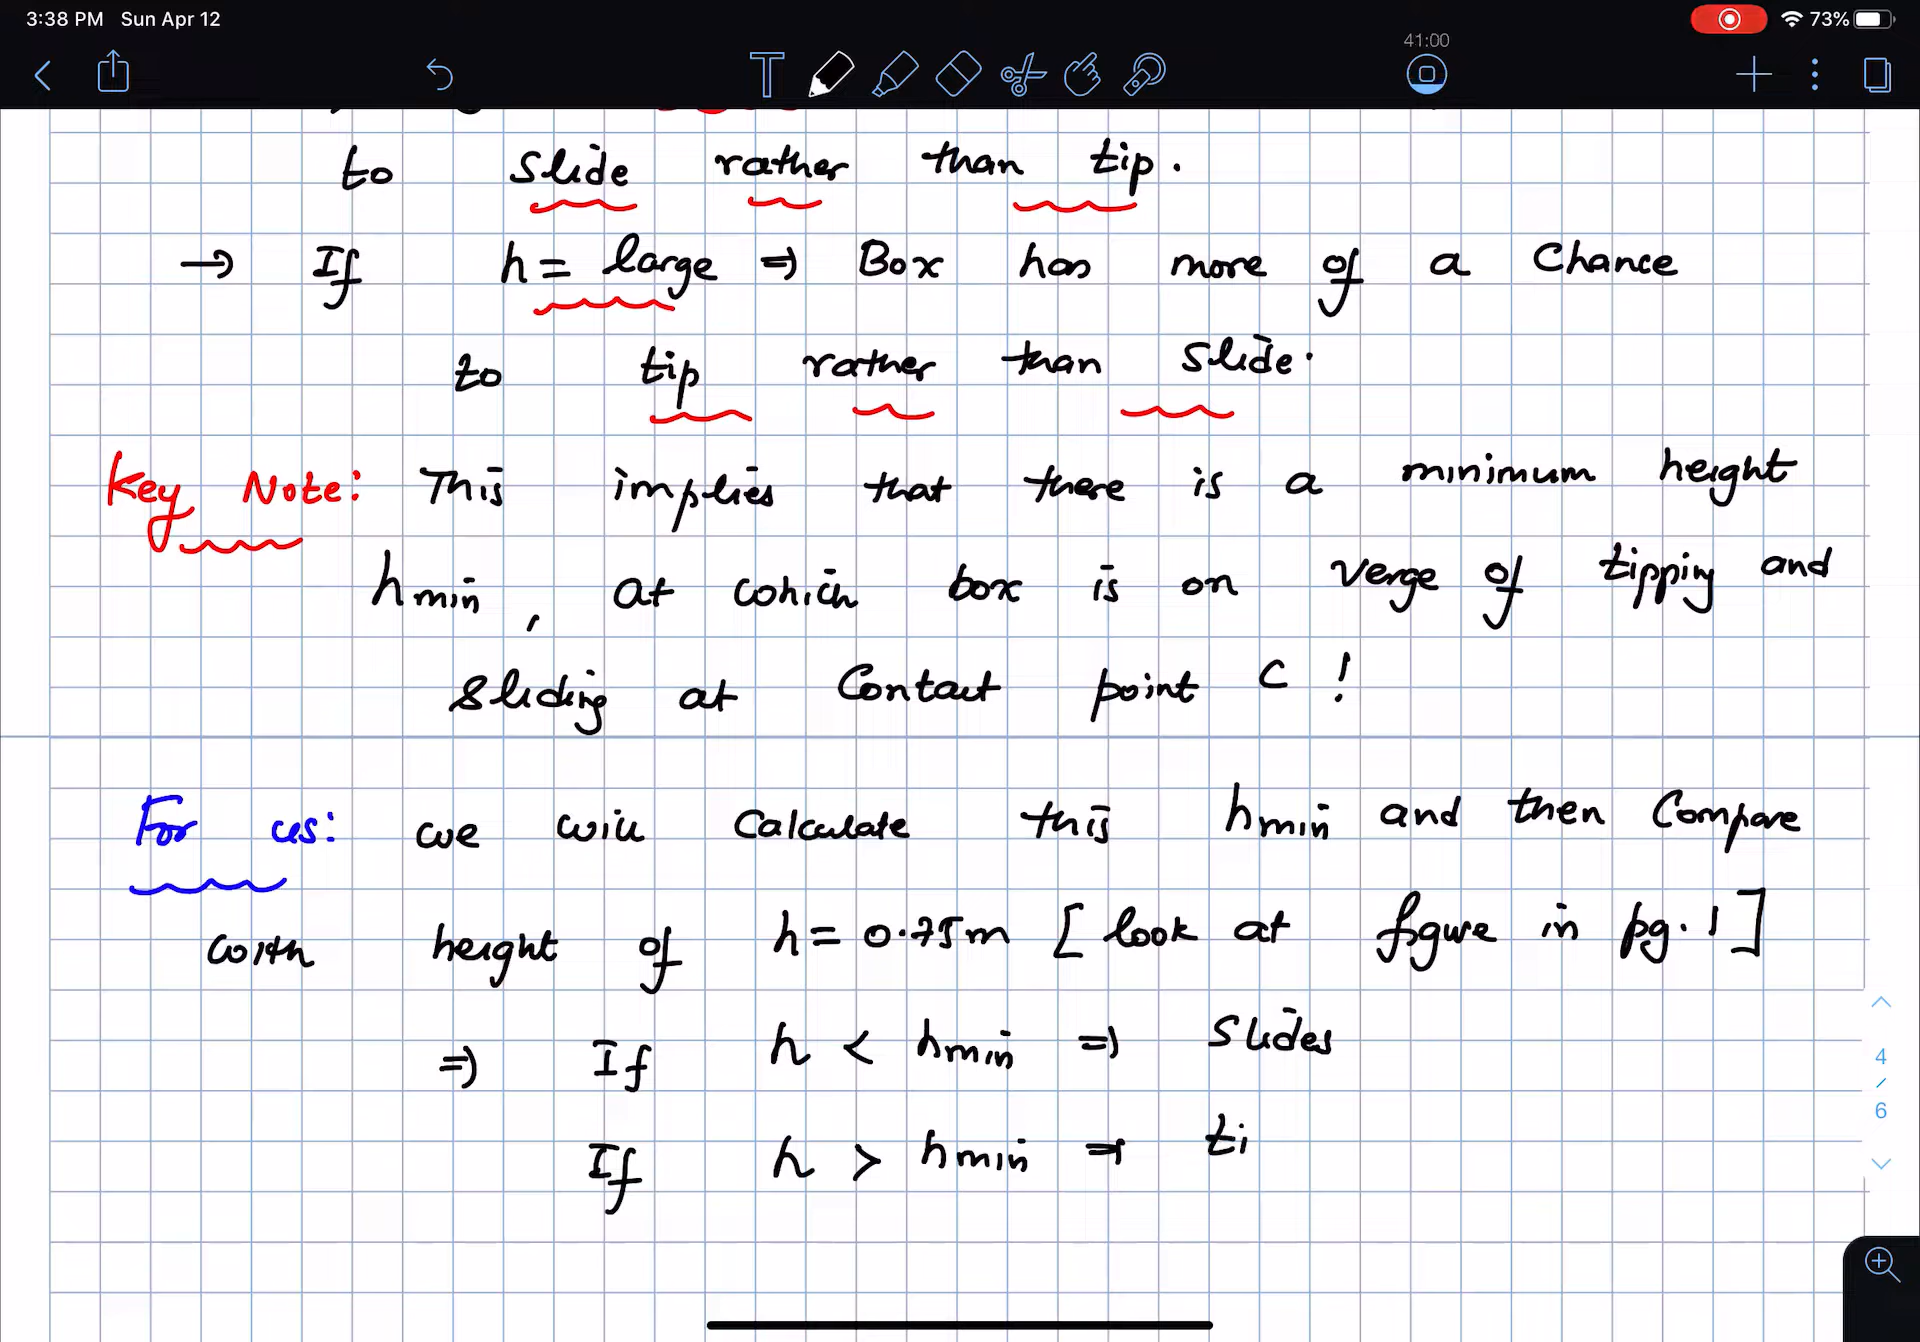 3:38 PM Sun Apr 12
73%
41:00
T
to slide rather than tip.
→ If h = large ⇒ Box has more of a chance
to tip rather than slide.
Key Note: This implies that there is a minimum height
hmin, at which box is on verge of tipping and
sliding at contact point C !
For us: we will calculate this hmin and then compare
with height of h = 0.75m [look at figure in pg. 1]
⇒ If h < hmin ⇒ slides
If h > hmin ⇒ ti
4
/
6